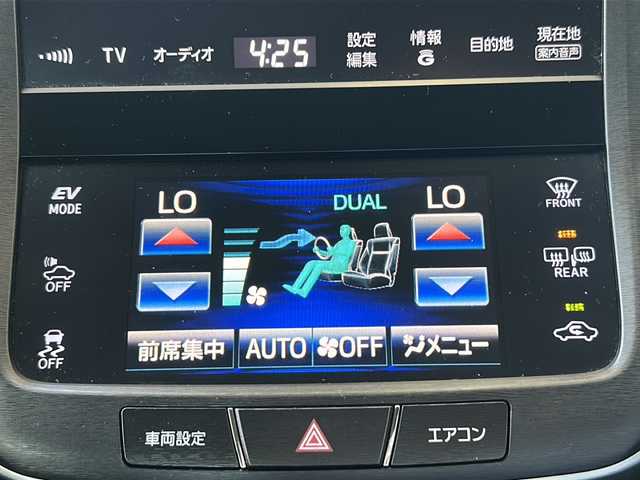 TV オーディオ 4:25 設定編集 情報 G 目的地 現在地 案内音声
EV MODE
LO DUAL LO
FRONT
OFF
REAR
OFF
前席集中 AUTO OFF メニュー
車両設定 エアコン